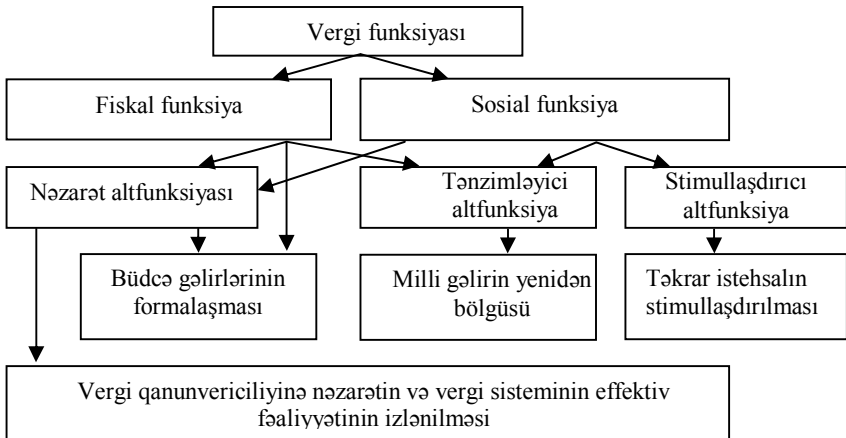 Vergi funksiyası
Fiskal funksiya
Sosial funksiya
Nəzarət altfunksiyası
Tənzimləyici
altfunksiya
Stimullaşdırıcı
altfunksiya
Büdcə gəlirlərinin
formalaşması
Milli gəlirin yenidən
bölgüsü
Təkrar istehsalın
stimullaşdırılması
Vergi qanunvericiliyinə nəzarətin və vergi sisteminin effektiv
fəaliyyətinin izlənilməsi